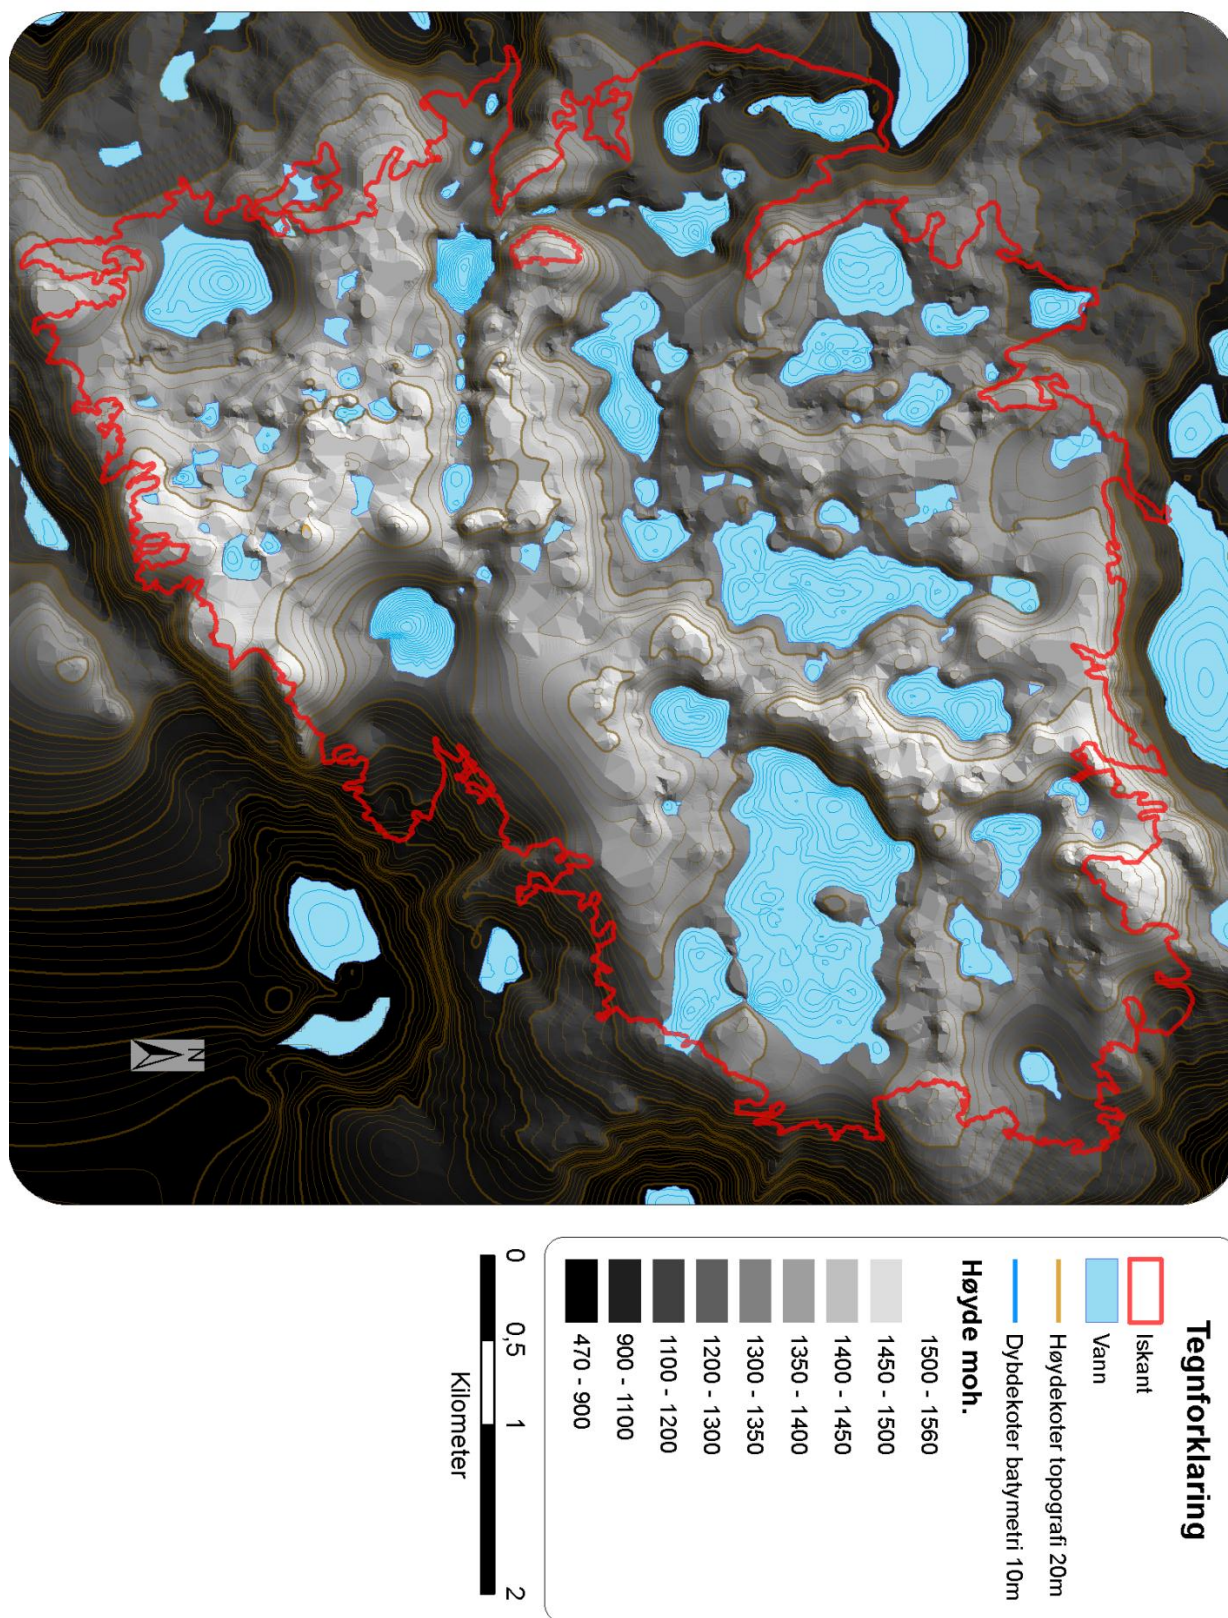 Tegnforklaring
Iskant
Vann
Høydekoter topografi 20m
Dybdekoter batymetri 10m
Høyde moh.
1500 - 1560
1450 - 1500
1400 - 1450
1350 - 1400
1300 - 1350
1200 - 1300
1100 - 1200
900 - 1100
470 - 900
0 0,5 1 2
Kilometer
N